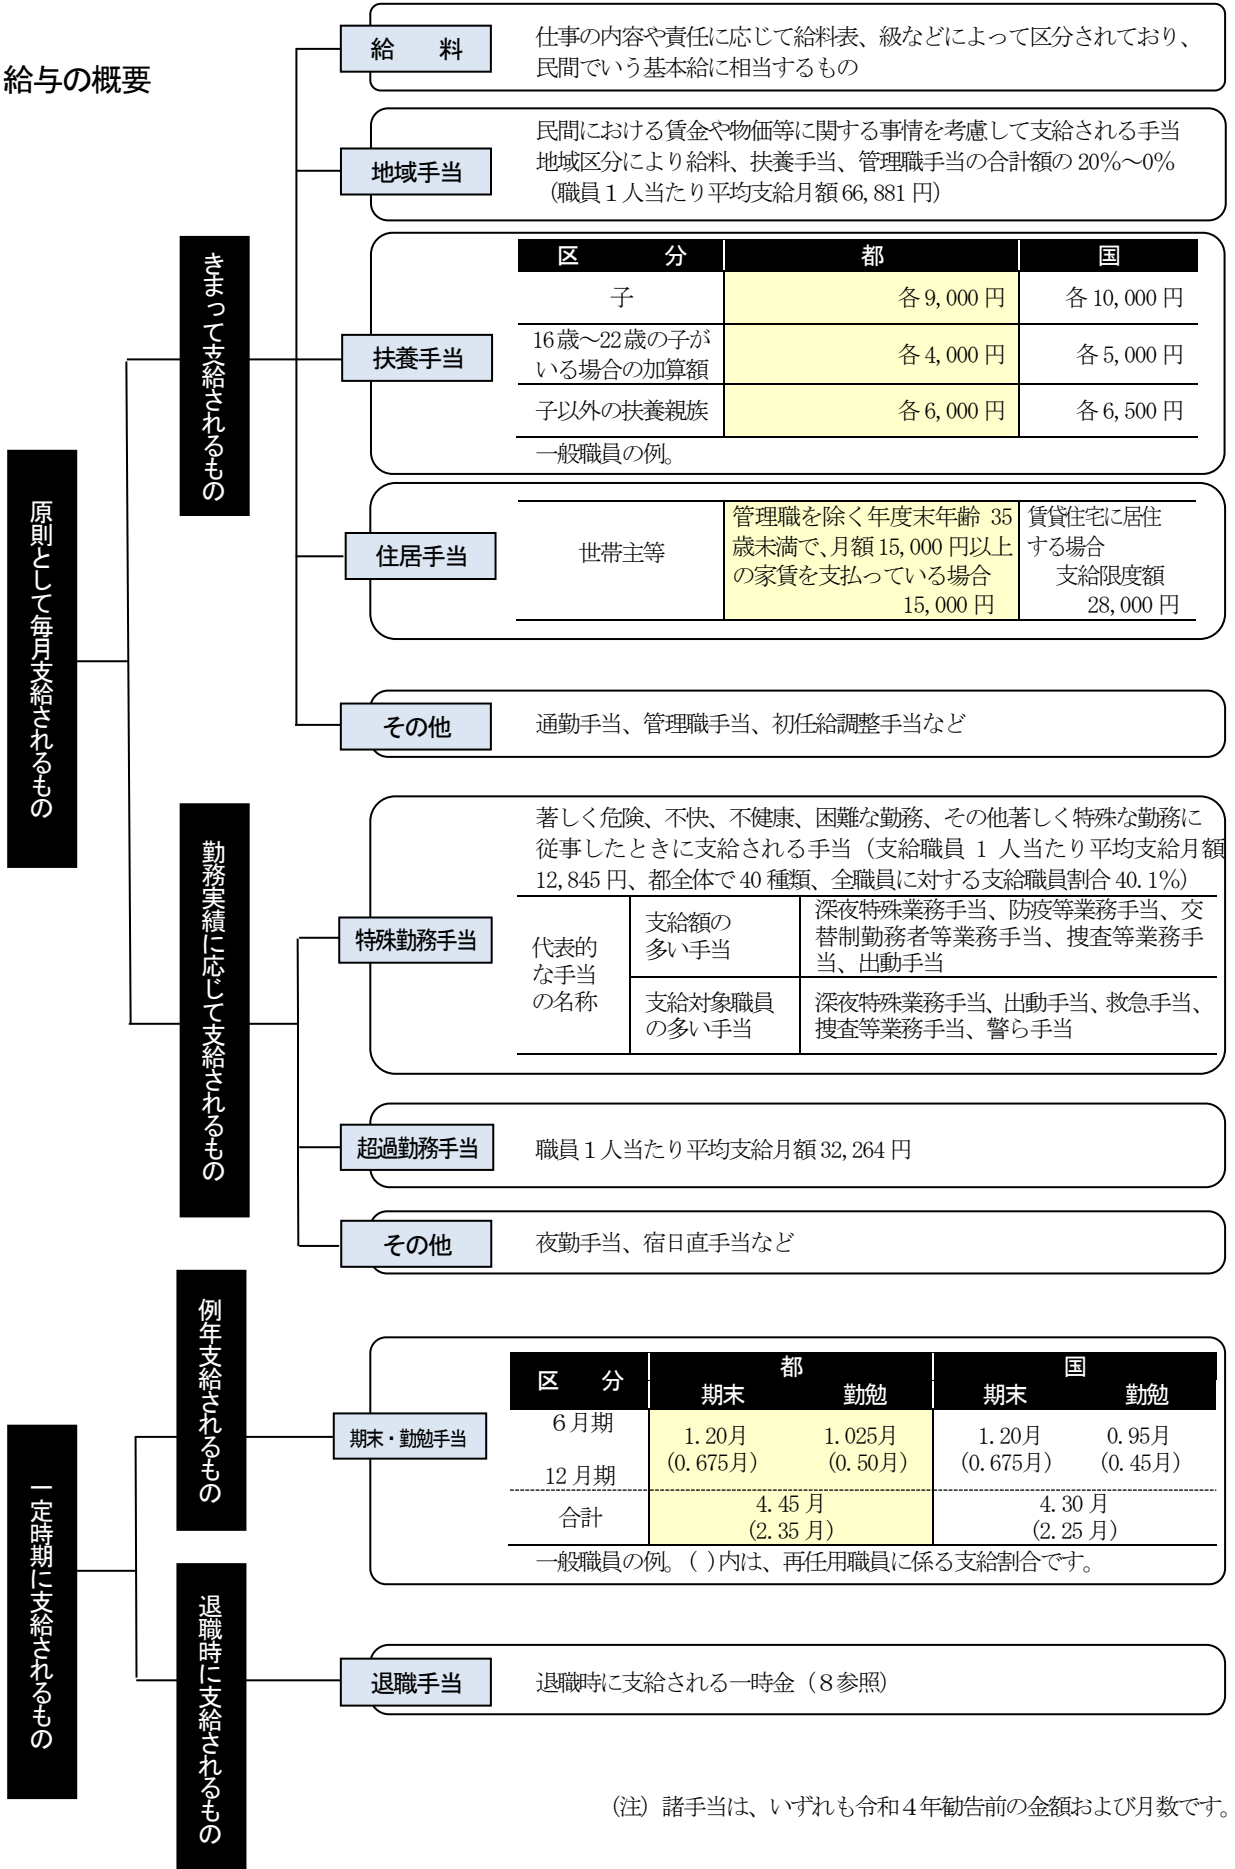 給与の概要
原則として毎月支給されるもの
きまって支給されるもの
給　　料
仕事の内容や責任に応じて給料表、級などによって区分されており、
民間でいう基本給に相当するもの
地域手当
民間における賃金や物価等に関する事情を考慮して支給される手当
地域区分により給料、扶養手当、管理職手当の合計額の 20%～0%
（職員１人当たり平均支給月額 66,881 円）
扶養手当
区　　　　分　都　国
子　各 9,000 円　各 10,000 円
16 歳～22 歳の子が
いる場合の加算額　各 4,000 円　各 5,000 円
子以外の扶養親族　各 6,000 円　各 6,500 円
一般職員の例。
住居手当
世帯主等
管理職を除く年度末年齢 35
歳未満で、月額 15,000 円以上
の家賃を支払っている場合
15,000 円
賃貸住宅に居住
する場合
支給限度額
28,000 円
その他
通勤手当、管理職手当、初任給調整手当など
勤務実績に応じて支給されるもの
特殊勤務手当
著しく危険、不快、不健康、困難な勤務、その他著しく特殊な勤務に
従事したときに支給される手当（支給職員 1 人当たり平均支給月額
12,845 円、都全体で 40 種類、全職員に対する支給職員割合 40.1%）
代表的
な手当
の名称
支給額の
多い手当
深夜特殊業務手当、防疫等業務手当、交
替制勤務者等業務手当、捜査等業務手
当、出動手当
支給対象職員
の多い手当
深夜特殊業務手当、出動手当、救急手当、
捜査等業務手当、警ら手当
超過勤務手当
職員１人当たり平均支給月額 32,264 円
その他
夜勤手当、宿日直手当など
一定時期に支給されるもの
例年支給されるもの
期末・勤勉手当
区　　分　都　国
期末　勤勉　期末　勤勉
６月期
1.20月　1.025月　1.20月　0.95月
(0.675月)　(0.50月)　(0.675月)　(0.45月)
12 月期
合計
4.45 月　4.30 月
(2.35 月)　(2.25 月)
一般職員の例。( )内は、再任用職員に係る支給割合です。
退職時に支給されるもの
退職手当
退職時に支給される一時金（８参照）
（注）諸手当は、いずれも令和４年勧告前の金額および月数です。